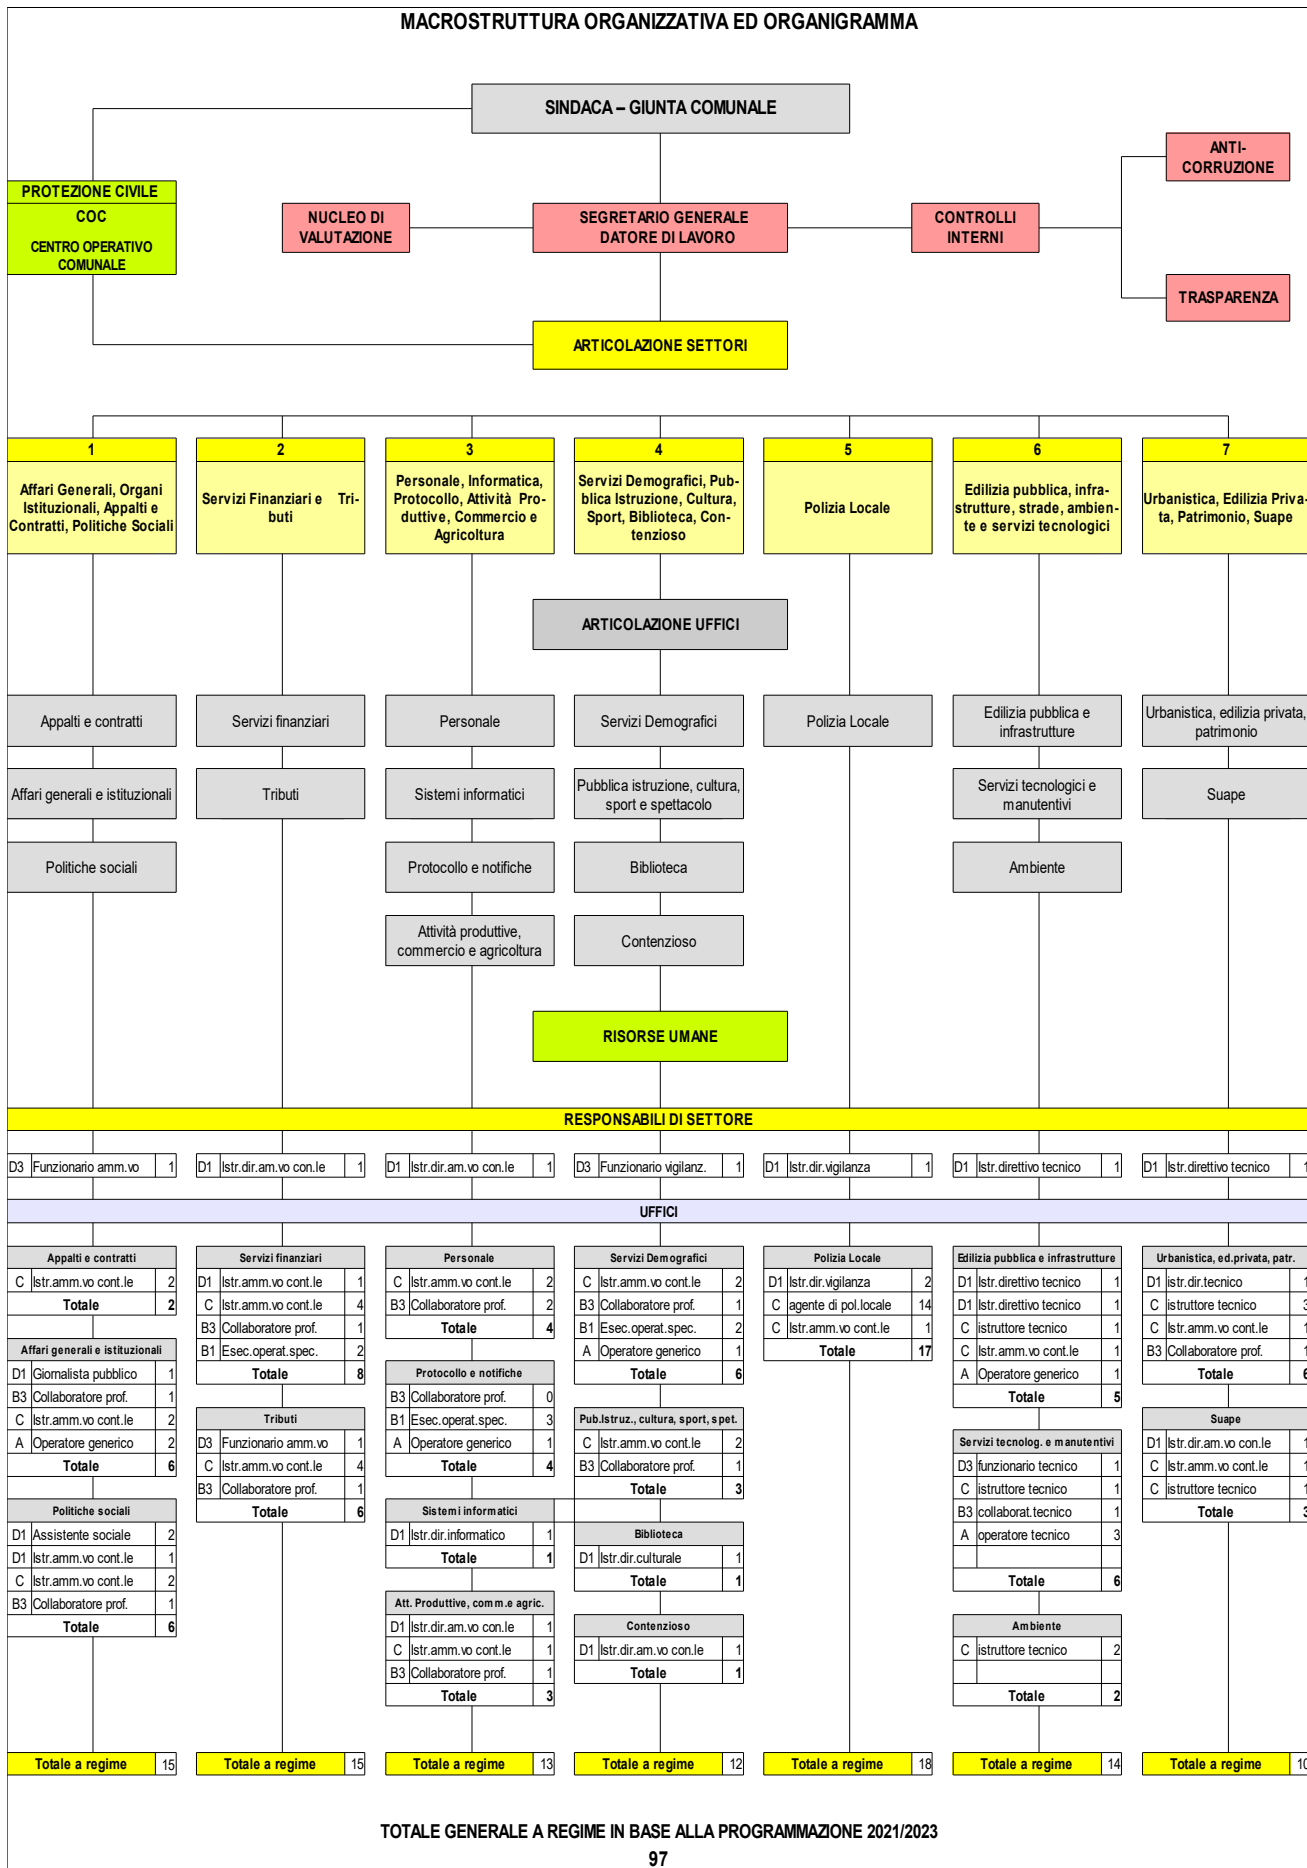 MACROSTRUTTURA ORGANIZZATIVA ED ORGANIGRAMMA
SINDACA – GIUNTA COMUNALE
ANTI-
CORRUZIONE
PROTEZIONE CIVILE
COC
CENTRO OPERATIVO
COMUNALE
NUCLEO DI
VALUTAZIONE
SEGRETARIO GENERALE
DATORE DI LAVORO
CONTROLLI
INTERNI
TRASPARENZA
ARTICOLAZIONE SETTORI
1
Affari Generali, Organi
Istituzionali, Appalti e
Contratti, Politiche Sociali
2
Servizi Finanziari e Tri-
buti
3
Personale, Informatica,
Protocollo, Attività Pro-
duttive, Commercio e
Agricoltura
4
Servizi Demografici, Pub-
blica Istruzione, Cultura,
Sport, Biblioteca, Con-
tenzioso
5
Polizia Locale
6
Edilizia pubblica, infra-
strutture, strade, ambien-
te e servizi tecnologici
7
Urbanistica, Edilizia Priva-
ta, Patrimonio, Suape
ARTICOLAZIONE UFFICI
Appalti e contratti
Affari generali e istituzionali
Politiche sociali
Servizi finanziari
Tributi
Personale
Sistemi informatici
Protocollo e notifiche
Attività produttive,
commercio e agricoltura
Servizi Demografici
Pubblica istruzione, cultura,
sport e spettacolo
Biblioteca
Contenzioso
Polizia Locale
Edilizia pubblica e
infrastrutture
Servizi tecnologici e
manutentivi
Ambiente
Urbanistica, edilizia privata,
patrimonio
Suape
RISORSE UMANE
RESPONSABILI DI SETTORE
D3 Funzionario amm.vo 1
D1 Istr.dir.am.vo con.le 1
D1 Istr.dir.am.vo con.le 1
D3 Funzionario vigilanz. 1
D1 Istr.dir.vigilanza 1
D1 Istr.direttivo tecnico 1
D1 Istr.direttivo tecnico 1
UFFICI
Appalti e contratti
C Istr.amm.vo cont.le 2
Totale 2
Affari generali e istituzionali
D1 Giornalista pubblico 1
B3 Collaboratore prof. 1
C Istr.amm.vo cont.le 2
A Operatore generico 2
Totale 6
Politiche sociali
D1 Assistente sociale 2
D1 Istr.amm.vo cont.le 1
C Istr.amm.vo cont.le 2
B3 Collaboratore prof. 1
Totale 6
Totale a regime 15
Servizi finanziari
D1 Istr.amm.vo cont.le 1
C Istr.amm.vo cont.le 4
B3 Collaboratore prof. 1
B1 Esec.operat.spec. 2
Totale 8
Tributi
D3 Funzionario amm.vo 1
C Istr.amm.vo cont.le 4
B3 Collaboratore prof. 1
Totale 6
Totale a regime 15
Personale
C Istr.amm.vo cont.le 2
B3 Collaboratore prof. 2
Totale 4
Protocollo e notifiche
B3 Collaboratore prof. 0
B1 Esec.operat.spec. 3
A Operatore generico 1
Totale 4
Sistemi informatici
D1 Istr.dir.informatico 1
Totale 1
Att. Produttive, comm.e agric.
D1 Istr.dir.am.vo con.le 1
C Istr.amm.vo cont.le 1
B3 Collaboratore prof. 1
Totale 3
Totale a regime 13
Servizi Demografici
C Istr.amm.vo cont.le 2
B3 Collaboratore prof. 1
B1 Esec.operat.spec. 2
A Operatore generico 1
Totale 6
Pub.Istruz., cultura, sport, spet.
C Istr.amm.vo cont.le 2
B3 Collaboratore prof. 1
Totale 3
Biblioteca
D1 Istr.dir.culturale 1
Totale 1
Contenzioso
D1 Istr.dir.am.vo con.le 1
Totale 1
Totale a regime 12
Polizia Locale
D1 Istr.dir.vigilanza 2
C agente di pol.locale 14
C Istr.amm.vo cont.le 1
Totale 17
Totale a regime 18
Edilizia pubblica e infrastrutture
D1 Istr.direttivo tecnico 1
D1 Istr.direttivo tecnico 1
C istruttore tecnico 1
C Istr.amm.vo cont.le 1
A Operatore generico 1
Totale 5
Servizi tecnolog. e manutentivi
D3 funzionario tecnico 1
C istruttore tecnico 1
B3 collaborat.tecnico 1
A operatore tecnico 3
Totale 6
Ambiente
C istruttore tecnico 2
Totale 2
Totale a regime 14
Urbanistica, ed.privata, patr.
D1 istr.dir.tecnico 1
C istruttore tecnico 3
C Istr.amm.vo cont.le 1
B3 Collaboratore prof. 1
Totale 6
Suape
D1 Istr.dir.am.vo con.le 1
C Istr.amm.vo cont.le 1
C istruttore tecnico 1
Totale 3
Totale a regime 10
TOTALE GENERALE A REGIME IN BASE ALLA PROGRAMMAZIONE 2021/2023
97